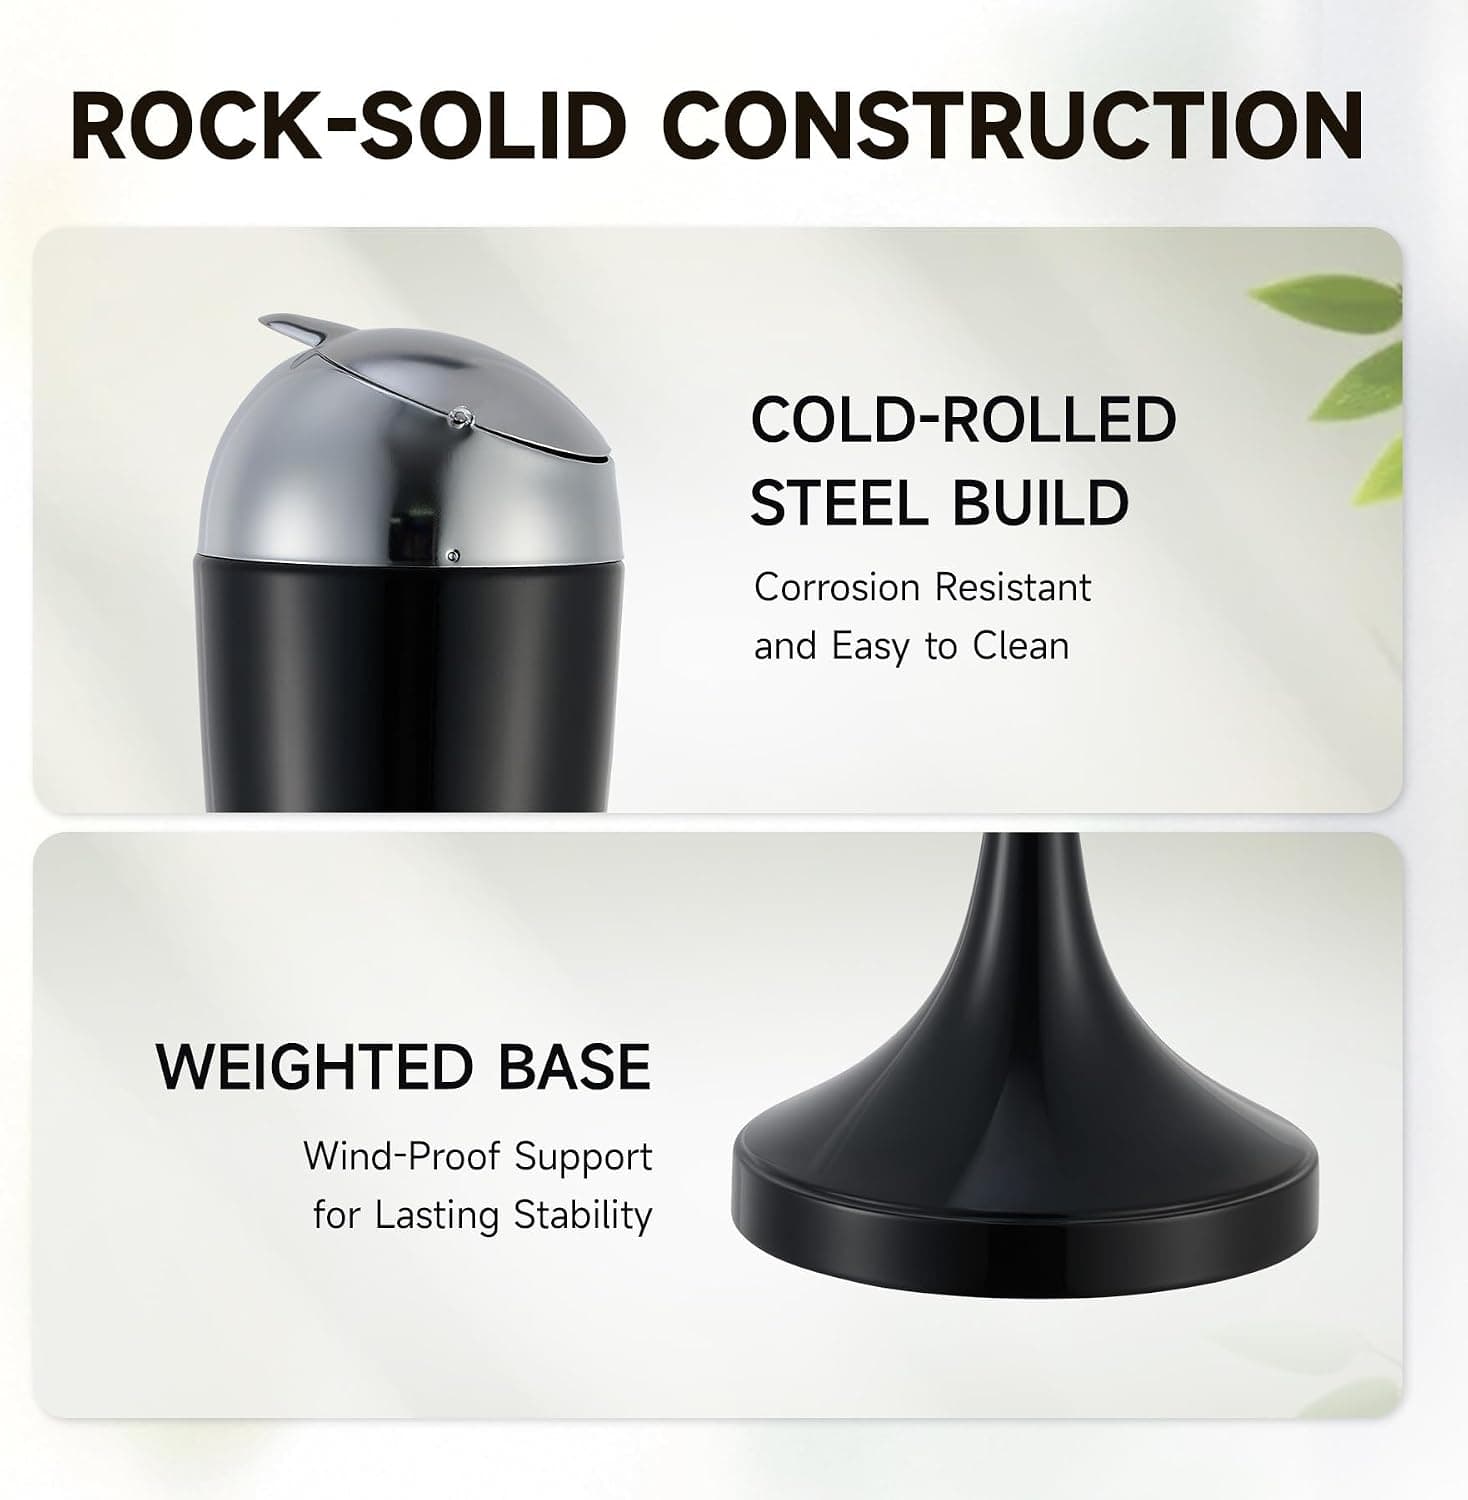 ROCK-SOLID CONSTRUCTION
COLD-ROLLED
STEEL BUILD
Corrosion Resistant
and Easy to Clean
WEIGHTED BASE
Wind-Proof Support
for Lasting Stability